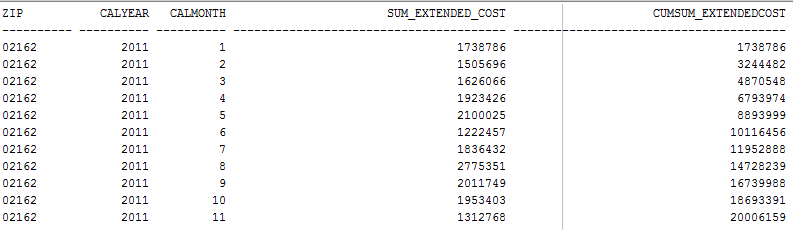 ZIP CALYEAR CALMONTH SUM_EXTENDED_COST CUMSUM_EXTENDEDCOST
---------- ---------- ---------- --------------------------------------- ---------------------------------------
02162 2011 1 1738786 1738786
02162 2011 2 1505696 3244482
02162 2011 3 1626066 4870548
02162 2011 4 1923426 6793974
02162 2011 5 2100025 8893999
02162 2011 6 1222457 10116456
02162 2011 7 1836432 11952888
02162 2011 8 2775351 14728239
02162 2011 9 2011749 16739988
02162 2011 10 1953403 18693391
02162 2011 11 1312768 20006159